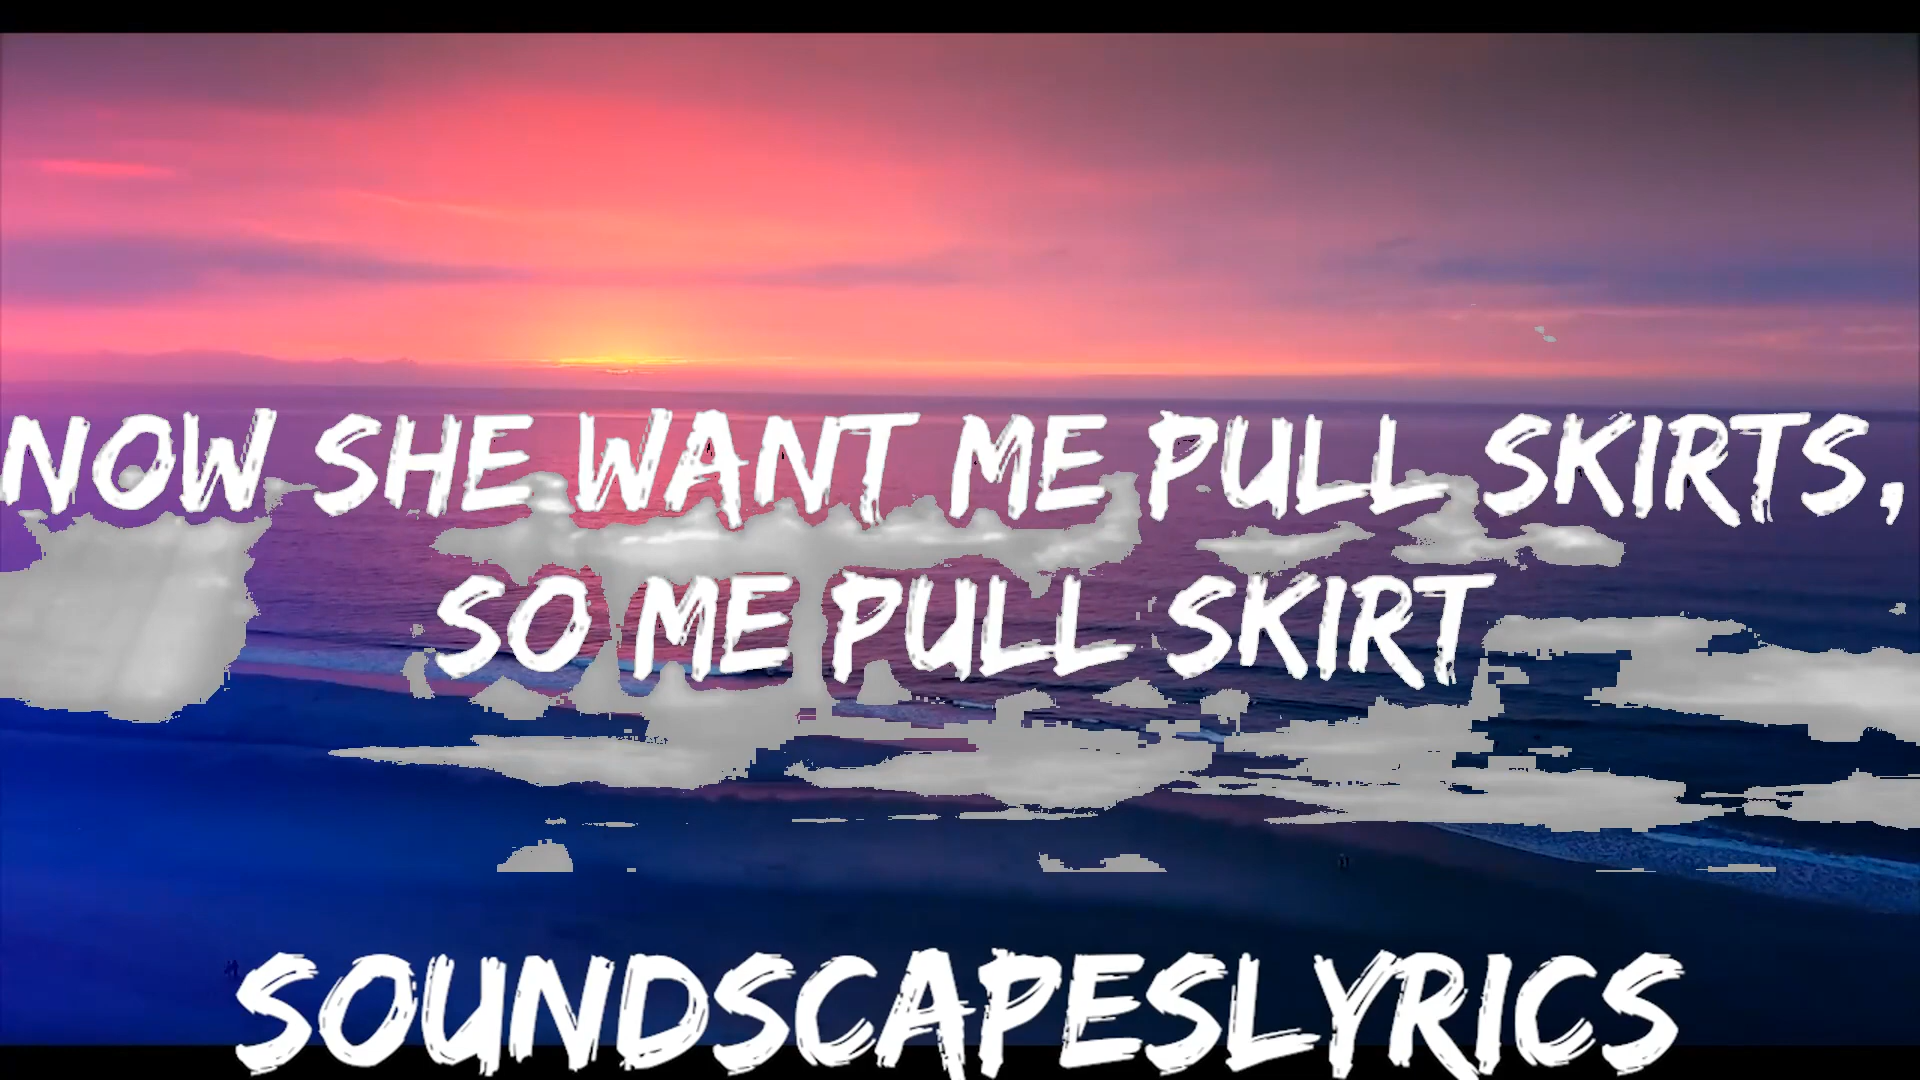 NOW SHE WANT ME PULL SKIRTS,
SO ME PULL SKIRT
SOUNDSCAPESLYRICS